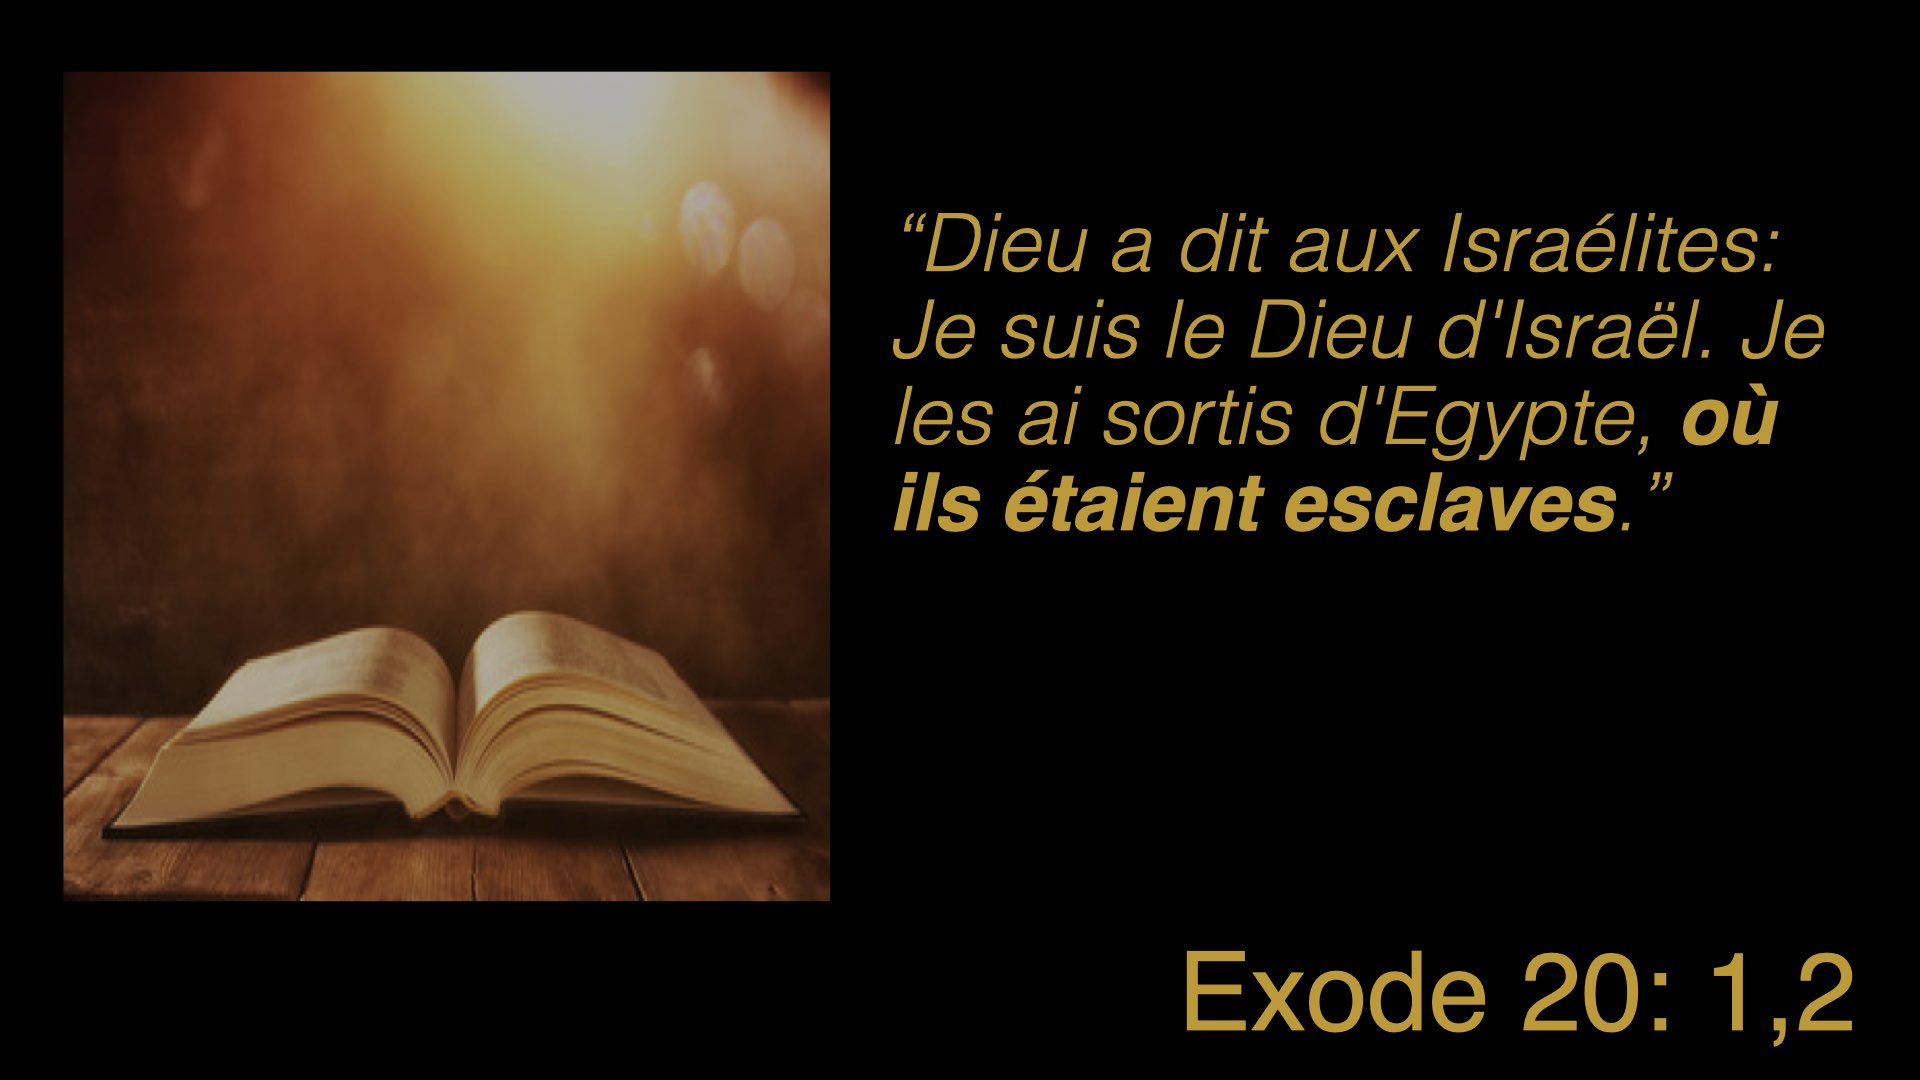 “Dieu a dit aux Israélites:
Je suis le Dieu d'Israël. Je
les ai sortis d'Egypte, où
ils étaient esclaves.”
Exode 20: 1,2